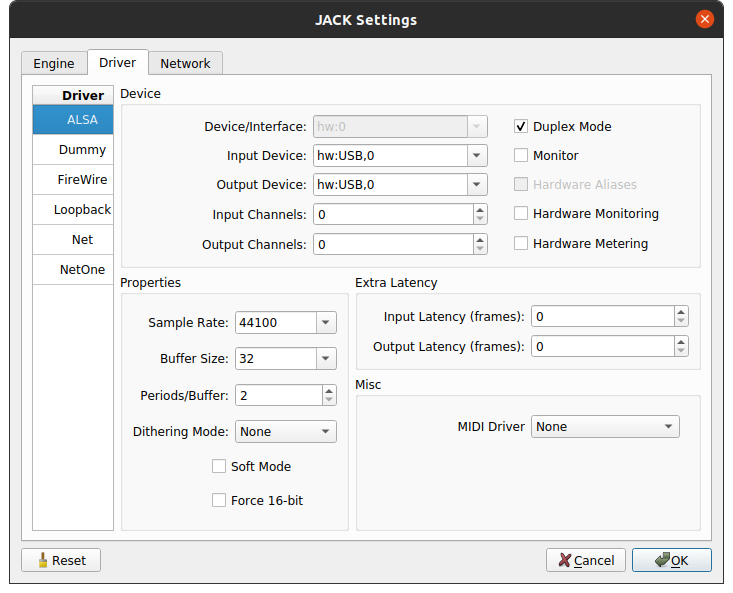 JACK Settings
Engine
Driver
Network
Driver
ALSA
Dummy
FireWire
Loopback
Net
NetOne
Device
Device/Interface: hw:0
Input Device: hw:USB,0
Output Device: hw:USB,0
Input Channels: 0
Output Channels: 0
Duplex Mode
Monitor
Hardware Aliases
Hardware Monitoring
Hardware Metering
Properties
Sample Rate: 44100
Buffer Size: 32
Periods/Buffer: 2
Dithering Mode: None
Soft Mode
Force 16-bit
Extra Latency
Input Latency (frames): 0
Output Latency (frames): 0
Misc
MIDI Driver None
Reset
Cancel
OK